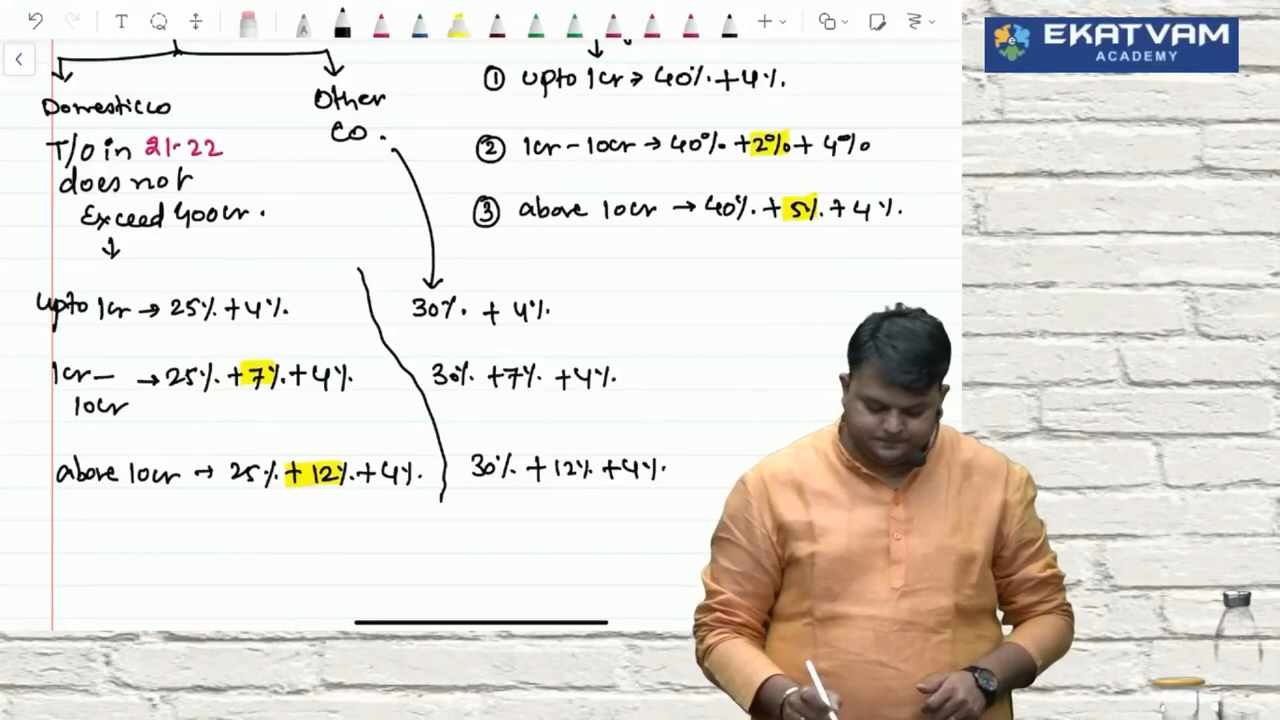 EKATVAM
ACADEMY
Domestic Co
T/O in 21-22
does not
Exceed 400cr.
Other
Co.
① upto 1cr → 40% + 4%.
② 1cr - 10cr → 40% + 2% + 4%
③ above 10cr → 40% + 5% + 4%.
upto 1cr → 25% + 4%.
30% + 4%.
1cr - 10cr → 25% + 7% + 4%.
30% + 7% + 4%.
above 10cr → 25% + 12% + 4%.
30% + 12% + 4%.